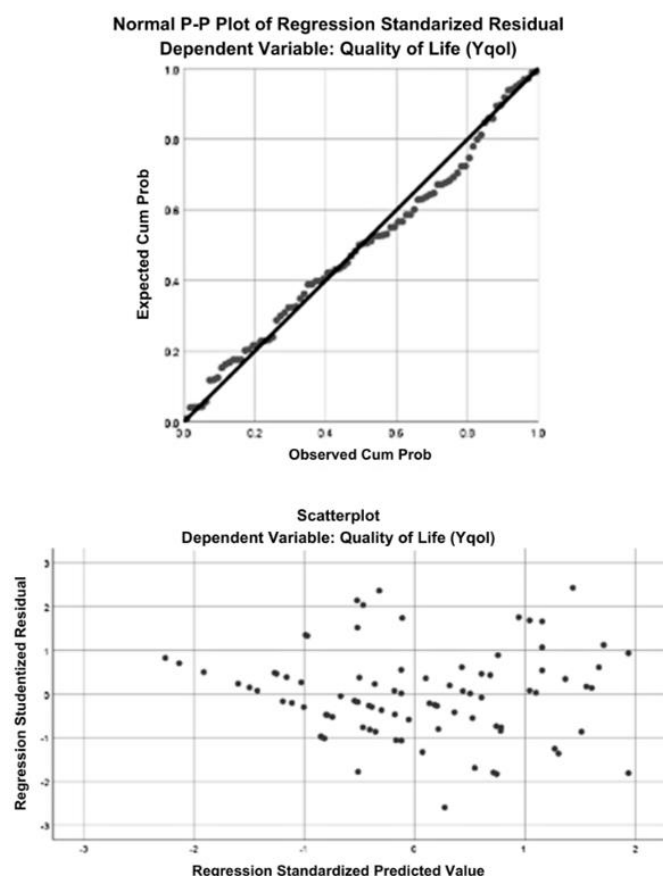 Normal P-P Plot of Regression Standarized Residual
Dependent Variable: Quality of Life (Yqol)
1.0
0.8
0.6
0.4
0.2
0.0
0.0 0.2 0.4 0.6 0.8 1.0
Expected Cum Prob
Observed Cum Prob
Scatterplot
Dependent Variable: Quality of Life (Yqol)
3
2
1
0
-1
-2
-3
-3 -2 -1 0 1 2
Regression Studentized Residual
Regression Standardized Predicted Value